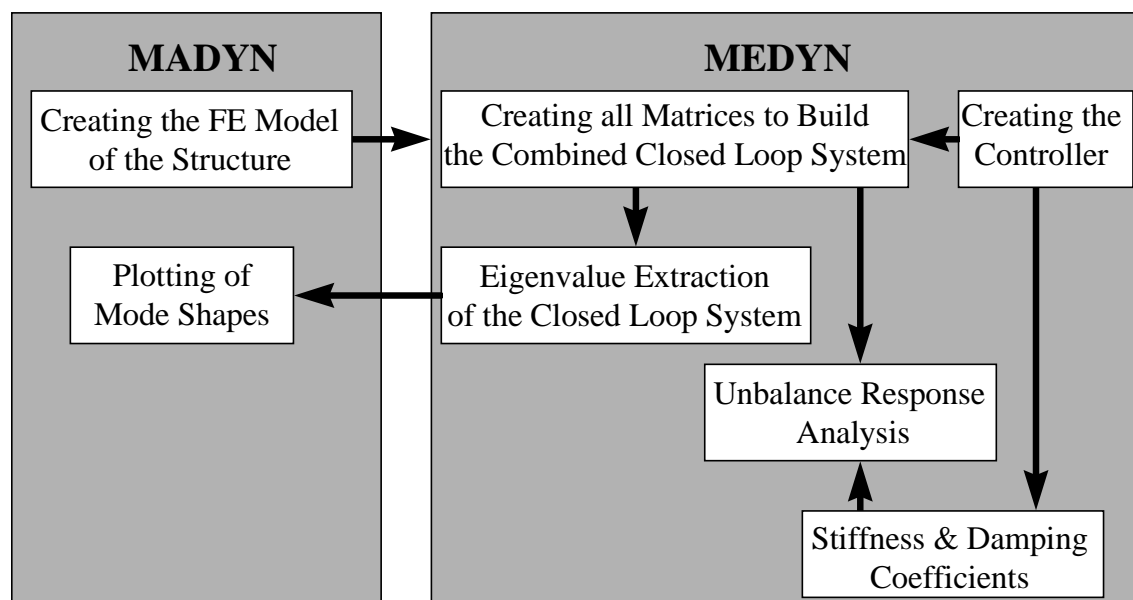 MADYN
Creating the FE Model
of the Structure
Plotting of
Mode Shapes
MEDYN
Creating all Matrices to Build
the Combined Closed Loop System
Creating the
Controller
Eigenvalue Extraction
of the Closed Loop System
Unbalance Response
Analysis
Stiffness & Damping
Coefficients